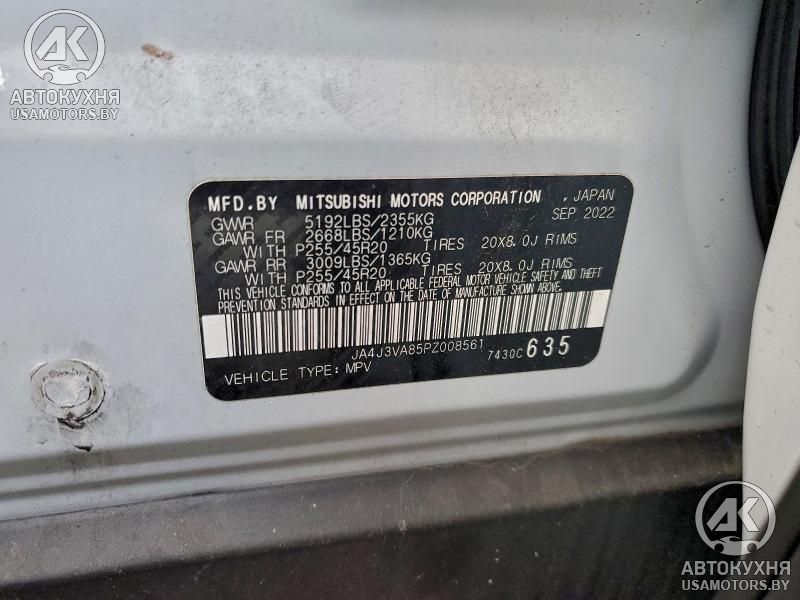 AK
АВТОКУХНЯ
USAMOTORS.BY
MFD.BY MITSUBISHI MOTORS CORPORATION . JAPAN
GVWR 5192LBS/2355KG SEP 2022
GAWR FR 2668LBS/1210KG
WITH P255/45R20 TIRES 20X8.0J RIMS
GAWR RR 3009LBS/1365KG
WITH P255/45R20 TIRES 20X8.0J RIMS
THIS VEHICLE CONFORMS TO ALL APPLICABLE FEDERAL MOTOR VEHICLE SAFETY AND THEFT
PREVENTION STANDARDS IN EFFECT ON THE DATE OF MANUFACTURE SHOWN ABOVE.
JA4J3VA85PZ008561
7430C 635
VEHICLE TYPE: MPV
AK
АВТОКУХНЯ
USAMOTORS.BY